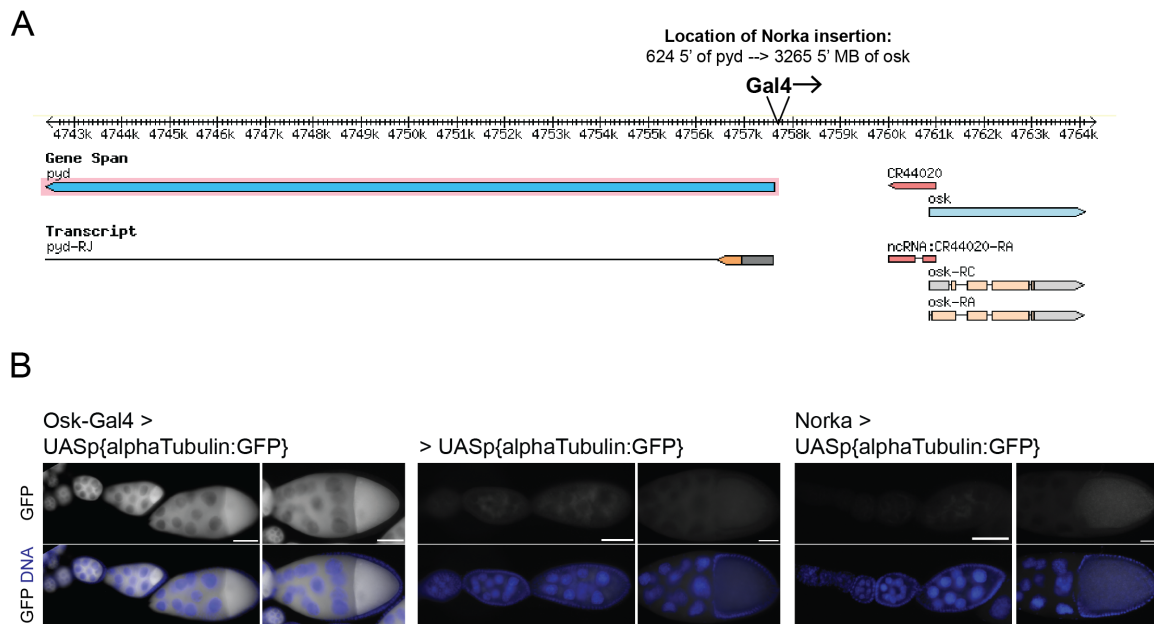 A
Location of Norka insertion:
624 5' of pyd --> 3265 5' MB of osk
Gal4
4743k 4744k 4745k 4746k 4747k 4748k 4749k 4750k 4751k 4752k 4753k 4754k 4755k 4756k 4757k 4758k 4759k 4760k 4761k 4762k 4763k 4764k
Gene Span
pyd
CR44020
osk
Transcript
pyd-RJ
ncRNA:CR44020-RA
osk-RC
osk-RA
B
Osk-Gal4 >
UASp{alphaTubulin:GFP}
> UASp{alphaTubulin:GFP}
Norka >
UASp{alphaTubulin:GFP}
GFP
GFP DNA